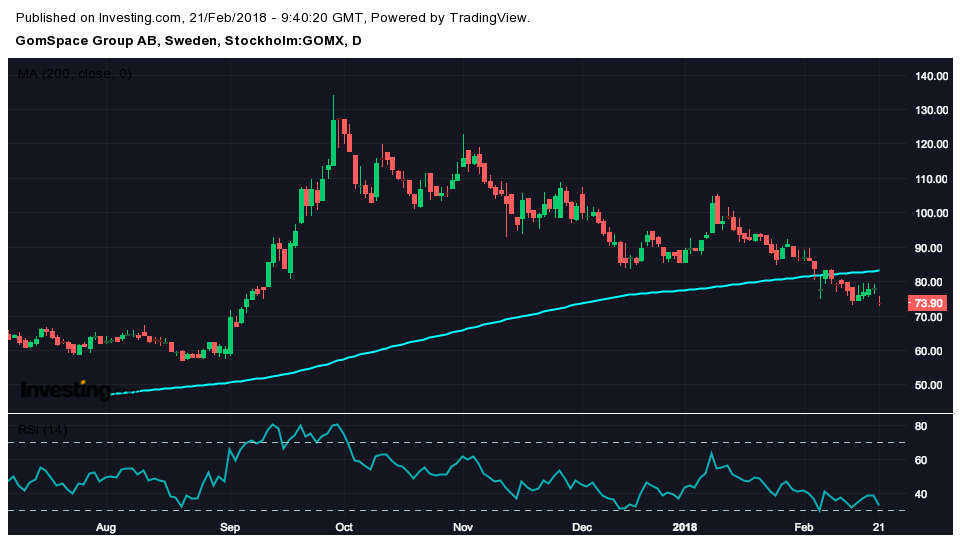 Published on Investing.com, 21/Feb/2018 - 9:40:20 GMT, Powered by TradingView.
GomSpace Group AB, Sweden, Stockholm:GOMX, D
MA (200, close, 0)
140.00
130.00
120.00
110.00
100.00
90.00
80.00
73.90
70.00
60.00
50.00
Investing.com
RSI (14)
80
60
40
Aug Sep Oct Nov Dec 2018 Feb 21